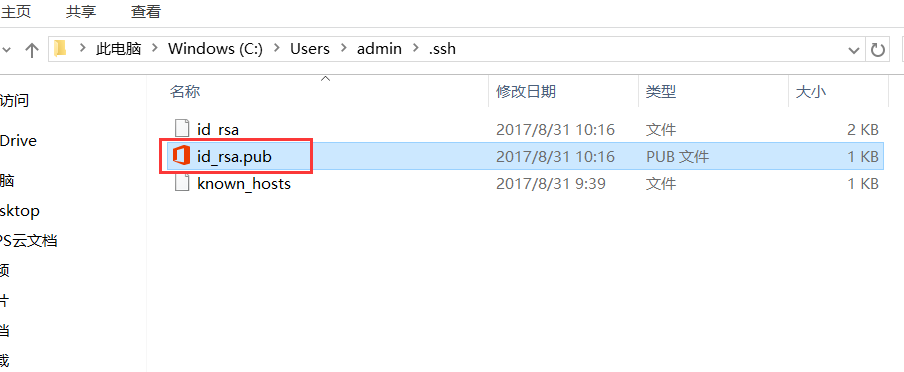 主页 共享 查看
此电脑 > Windows (C:) > Users > admin > .ssh
访问
Drive
脑
sktop
PS云文档
频
片
档
载
名称 修改日期 类型 大小
id_rsa 2017/8/31 10:16 文件 2 KB
id_rsa.pub 2017/8/31 10:16 PUB 文件 1 KB
known_hosts 2017/8/31 9:39 文件 1 KB